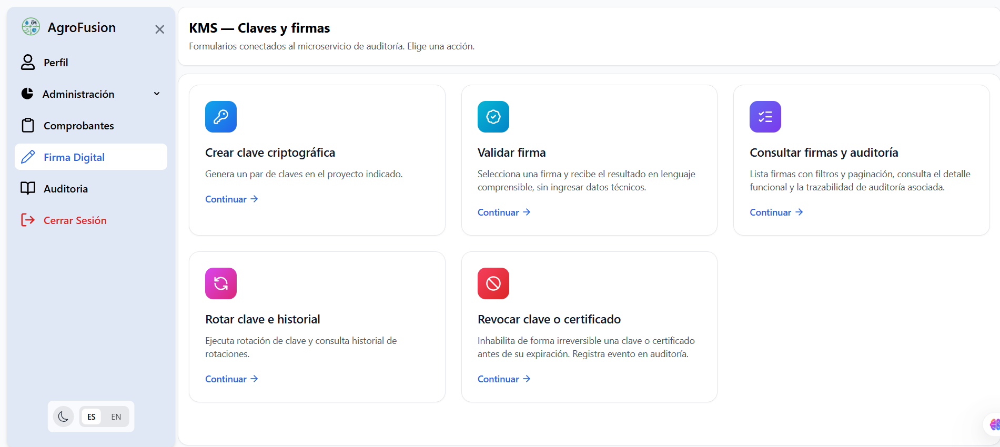 AgroFusion
Perfil
Administración
Comprobantes
Firma Digital
Auditoria
Cerrar Sesión
ES
EN
KMS — Claves y firmas
Formularios conectados al microservicio de auditoría. Elige una acción.
Crear clave criptográfica
Genera un par de claves en el proyecto indicado.
Continuar →
Validar firma
Selecciona una firma y recibe el resultado en lenguaje
comprensible, sin ingresar datos técnicos.
Continuar →
Consultar firmas y auditoría
Lista firmas con filtros y paginación, consulta el detalle
funcional y la trazabilidad de auditoría asociada.
Continuar →
Rotar clave e historial
Ejecuta rotación de clave y consulta historial de
rotaciones.
Continuar →
Revocar clave o certificado
Inhabilita de forma irreversible una clave o certificado
antes de su expiración. Registra evento en auditoría.
Continuar →